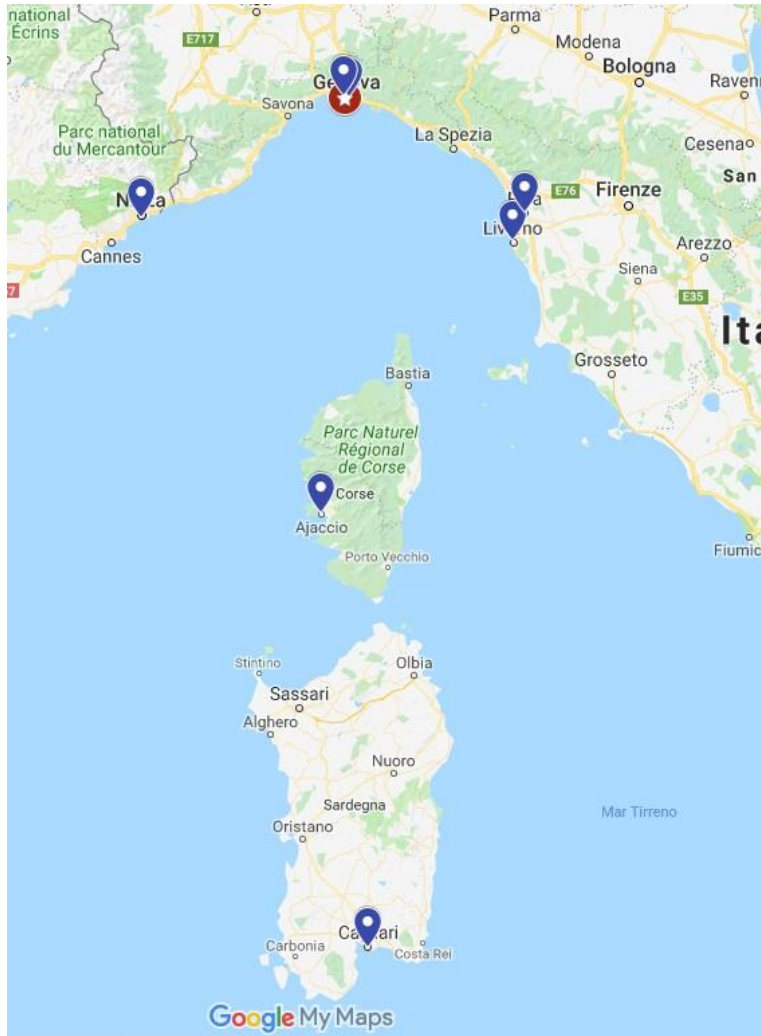 national
Écrins
E717
Parma
Modena
Bologna
Raven
Savona
La Spezia
Cesena
Parc national
du Mercantour
San
E76
Firenze
Cannes
Arezzo
Siena
E35
Ita
Grosseto
Bastia
Parc Naturel
Régional
de Corse
Corse
Ajaccio
Porto Vecchio
Fiumic
Stintino
Olbia
Sassari
Alghero
Nuoro
Sardegna
Mar Tirreno
Oristano
Carbonia
Costa Rei
Google My Maps